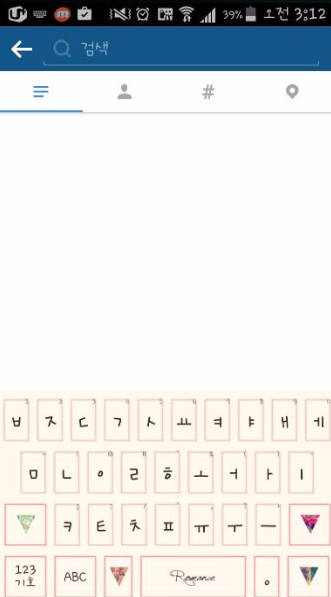 39% 오전 3:12
검색
#
ㅂ ㅈ ㄷ ㄱ ㅅ ㅛ ㅕ ㅑ ㅐ ㅔ
ㅁ ㄴ ㅇ ㄹ ㅎ ㅗ ㅓ ㅏ ㅣ
ㅋ ㅌ ㅊ ㅍ ㅠ ㅜ ㅡ
123
기호 ABC Romance .